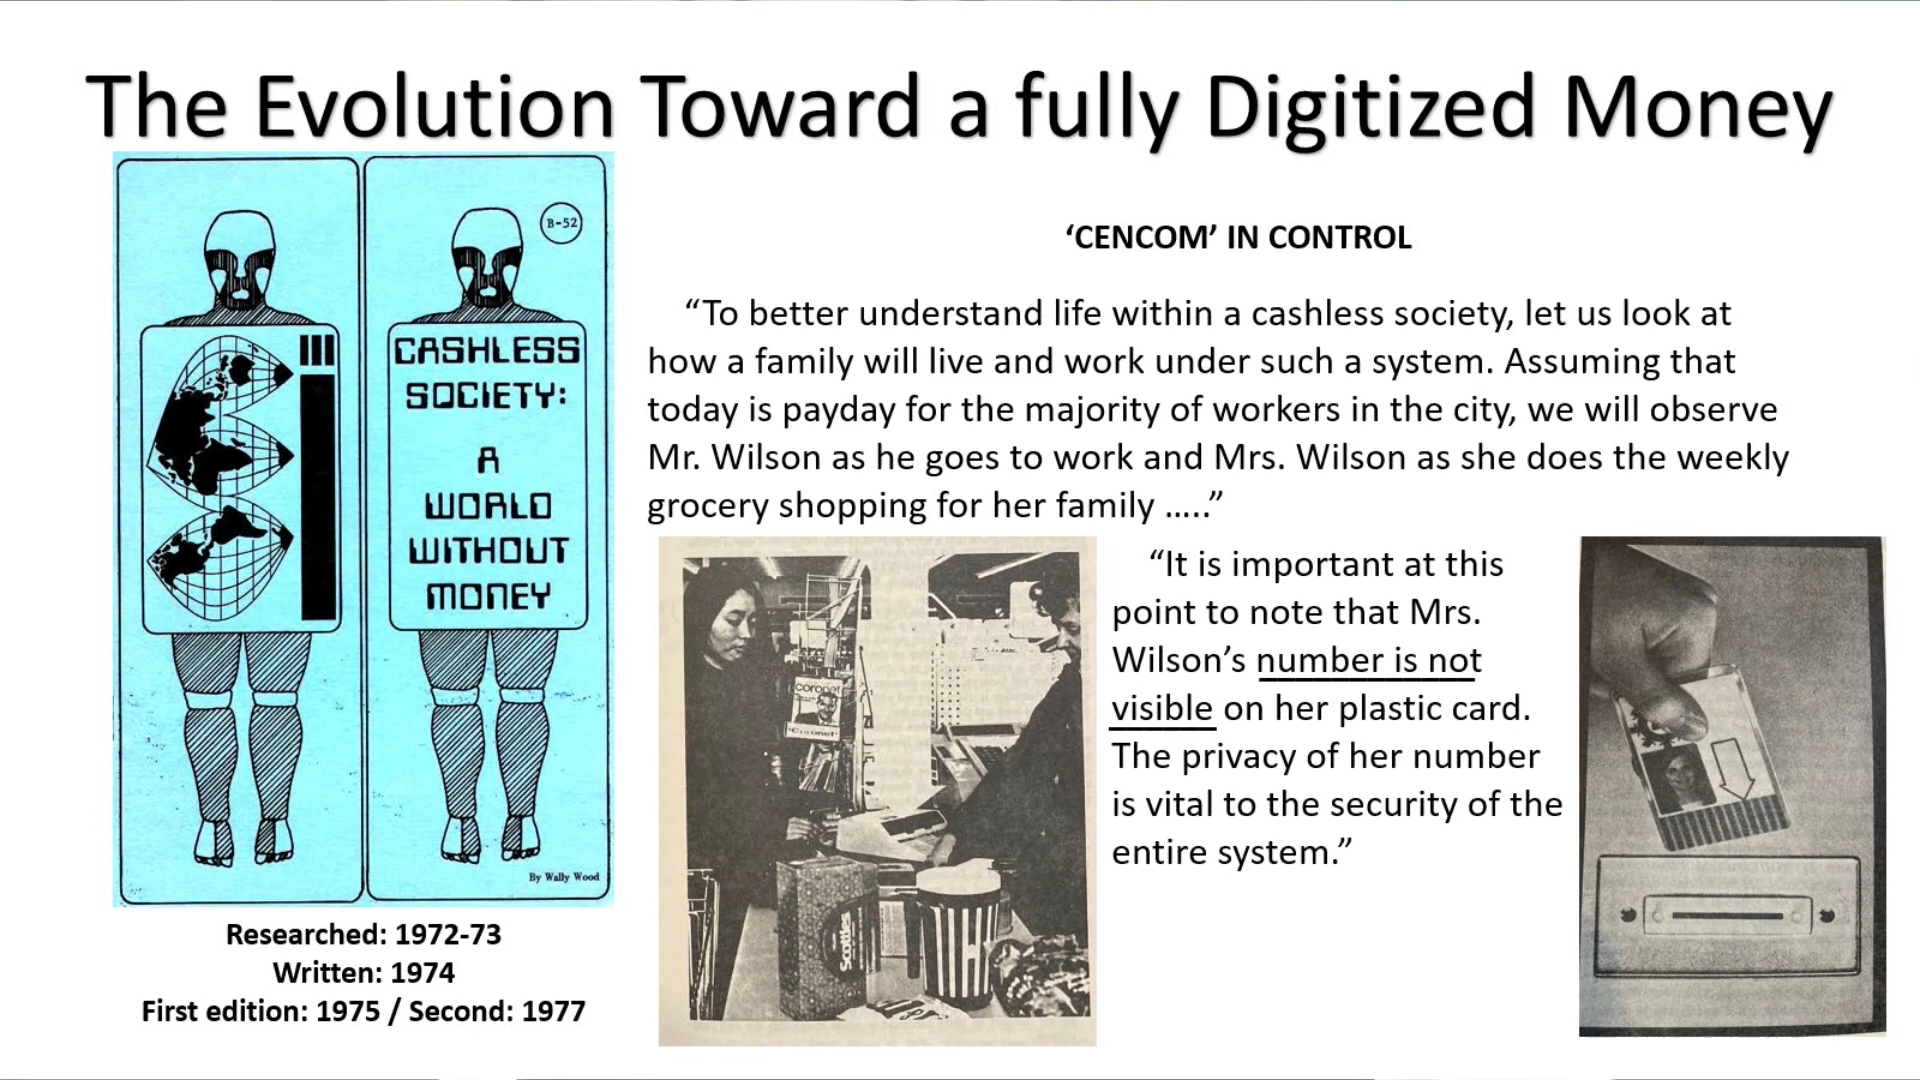 The Evolution Toward a fully Digitized Money
B-52
CASHLESS
SOCIETY:
A
WORLD
WITHOUT
MONEY
By Wally Wood
Researched: 1972-73
Written: 1974
First edition: 1975 / Second: 1977
‘CENCOM’ IN CONTROL
“To better understand life within a cashless society, let us look at
how a family will live and work under such a system. Assuming that
today is payday for the majority of workers in the city, we will observe
Mr. Wilson as he goes to work and Mrs. Wilson as she does the weekly
grocery shopping for her family …..”
coronet
"Coronet"
Scotties
“It is important at this
point to note that Mrs.
Wilson’s number is not
visible on her plastic card.
The privacy of her number
is vital to the security of the
entire system.”